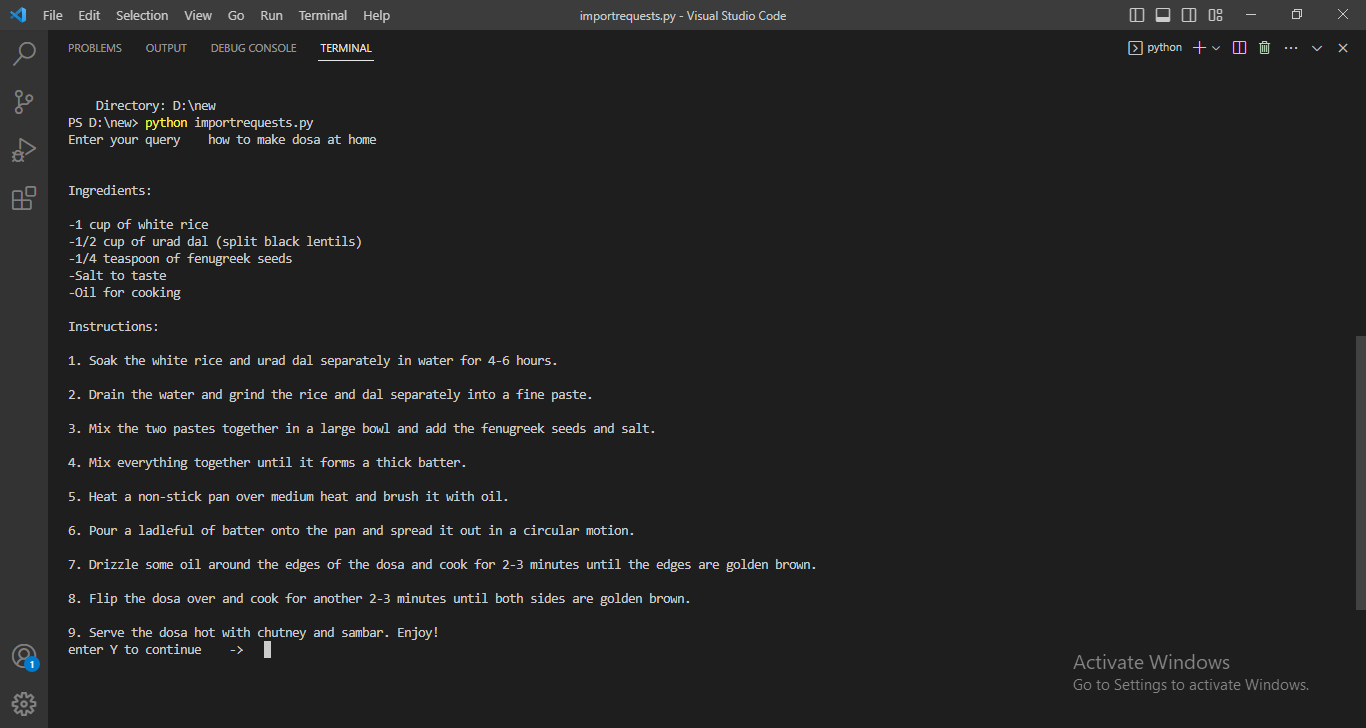 File Edit Selection View Go Run Terminal Help importrequests.py - Visual Studio Code
PROBLEMS OUTPUT DEBUG CONSOLE TERMINAL python
Directory: D:\new
PS D:\new> python importrequests.py
Enter your query how to make dosa at home
Ingredients:
-1 cup of white rice
-1/2 cup of urad dal (split black lentils)
-1/4 teaspoon of fenugreek seeds
-Salt to taste
-Oil for cooking
Instructions:
1. Soak the white rice and urad dal separately in water for 4-6 hours.
2. Drain the water and grind the rice and dal separately into a fine paste.
3. Mix the two pastes together in a large bowl and add the fenugreek seeds and salt.
4. Mix everything together until it forms a thick batter.
5. Heat a non-stick pan over medium heat and brush it with oil.
6. Pour a ladleful of batter onto the pan and spread it out in a circular motion.
7. Drizzle some oil around the edges of the dosa and cook for 2-3 minutes until the edges are golden brown.
8. Flip the dosa over and cook for another 2-3 minutes until both sides are golden brown.
9. Serve the dosa hot with chutney and sambar. Enjoy!
enter Y to continue ->
1
Activate Windows
Go to Settings to activate Windows.